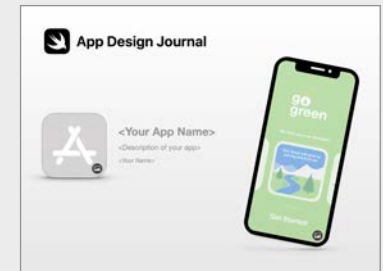 App Design Journal
<Your App Name>
<Description of your app>
<Your Name>
go
green
Get Started